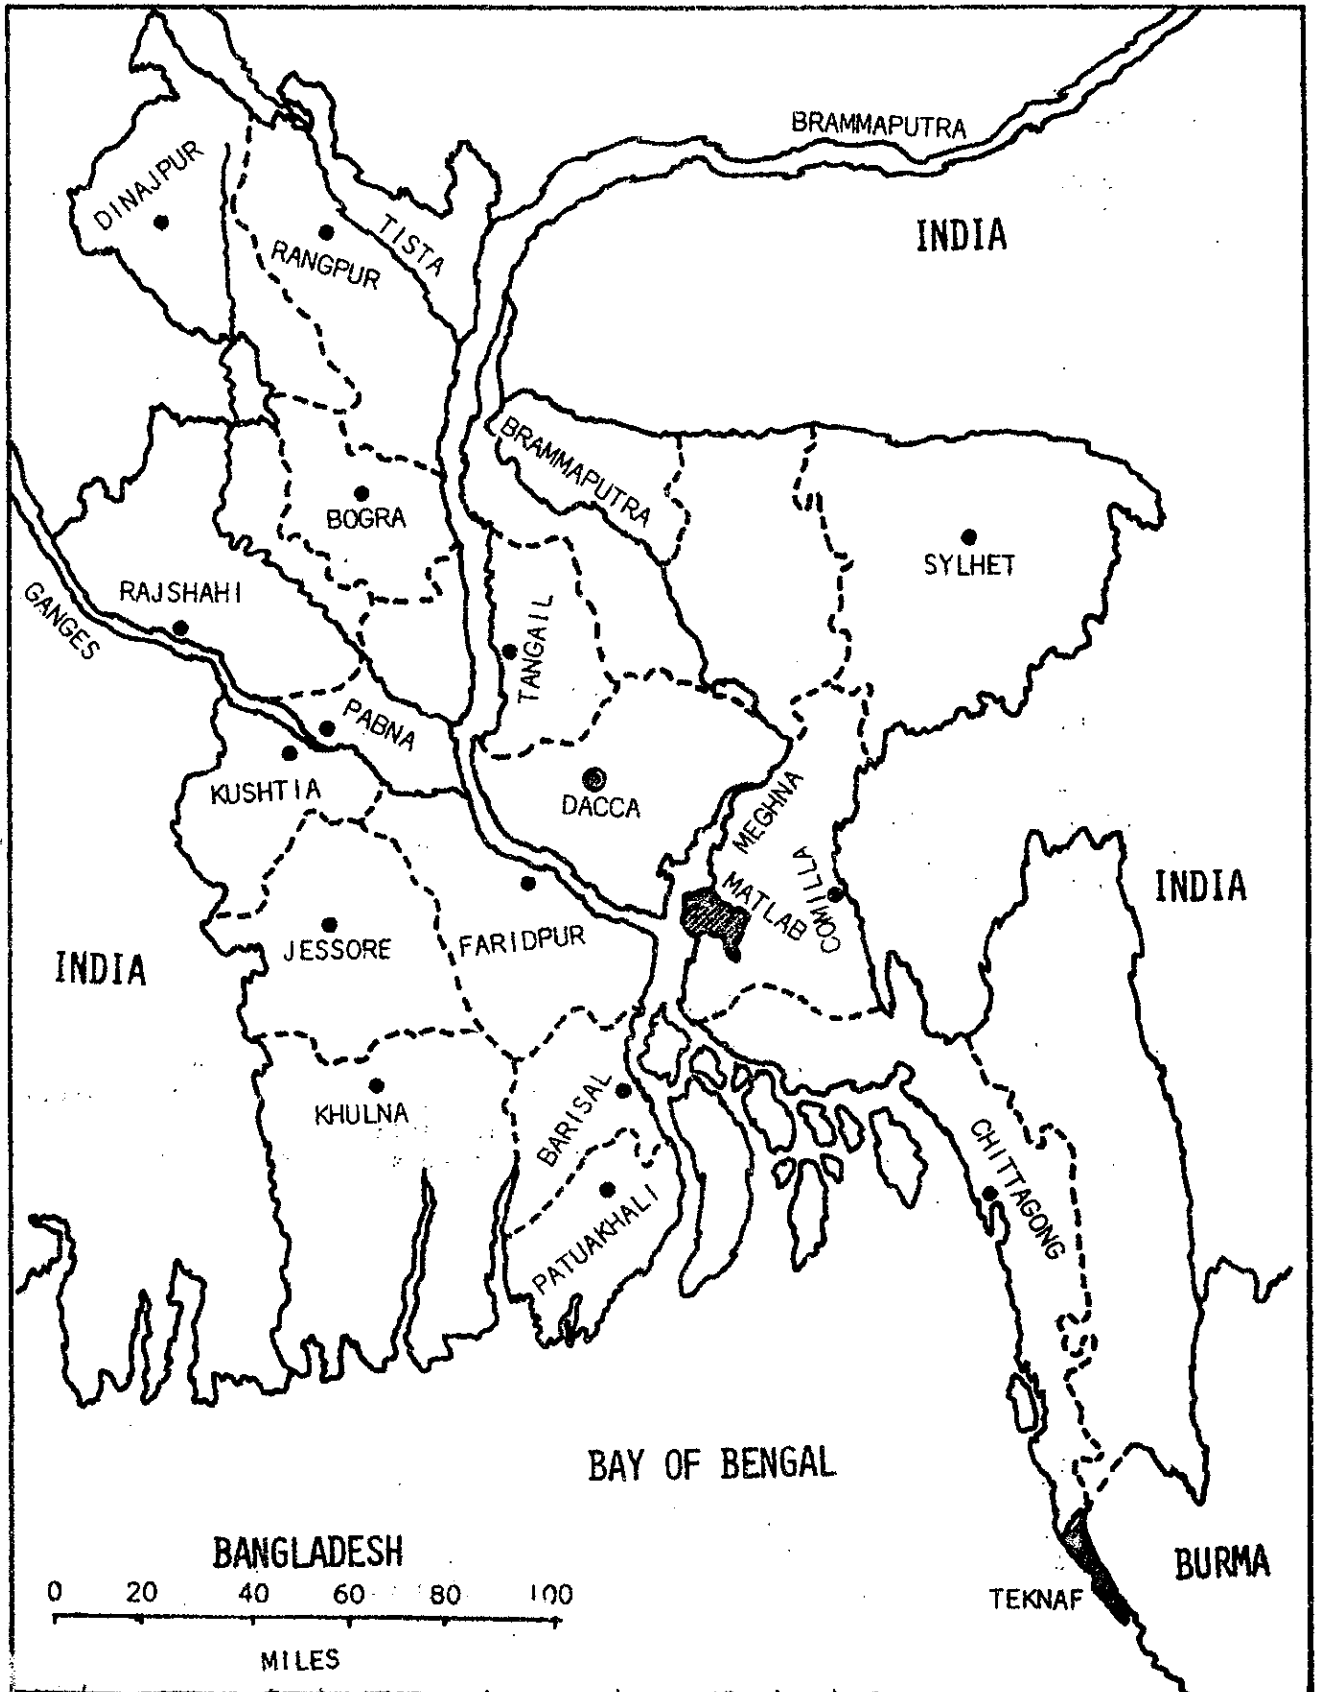 BRAMMAPUTRA
DINAJPUR
TISTA
INDIA
RANGPUR
BRAMMAPUTRA
BOGRA
SYLHET
RAJSHAHI
GANGES
TANGAIL
PABNA
KUSHTIA
DACCA
MEGHNA
MATLAB
COMILLA
INDIA
JESSORE
FARIDPUR
INDIA
KHULNA
BARISAL
CHITTAGONG
PATUAKHALI
BAY OF BENGAL
BANGLADESH
BURMA
0 20 40 60 80 100
TEKNAF
MILES